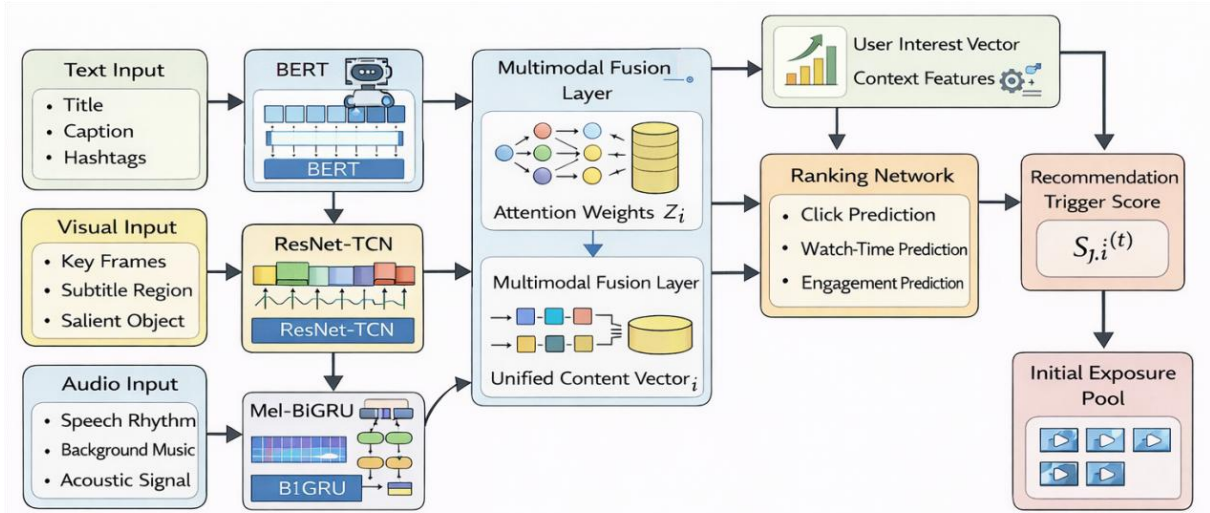 Text Input
• Title
• Caption
• Hashtags
BERT
BERT
Visual Input
• Key Frames
• Subtitle Region
• Salient Object
ResNet-TCN
ResNet-TCN
Audio Input
• Speech Rhythm
• Background Music
• Acoustic Signal
Mel-BiGRU
B1GRU
Multimodal Fusion
Layer
Attention Weights Z_i
Multimodal Fusion Layer
Unified Content Vector_i
User Interest Vector
Context Features
Ranking Network
• Click Prediction
• Watch-Time Prediction
• Engagement Prediction
Recommendation
Trigger Score
S_J.i^(t)
Initial Exposure
Pool